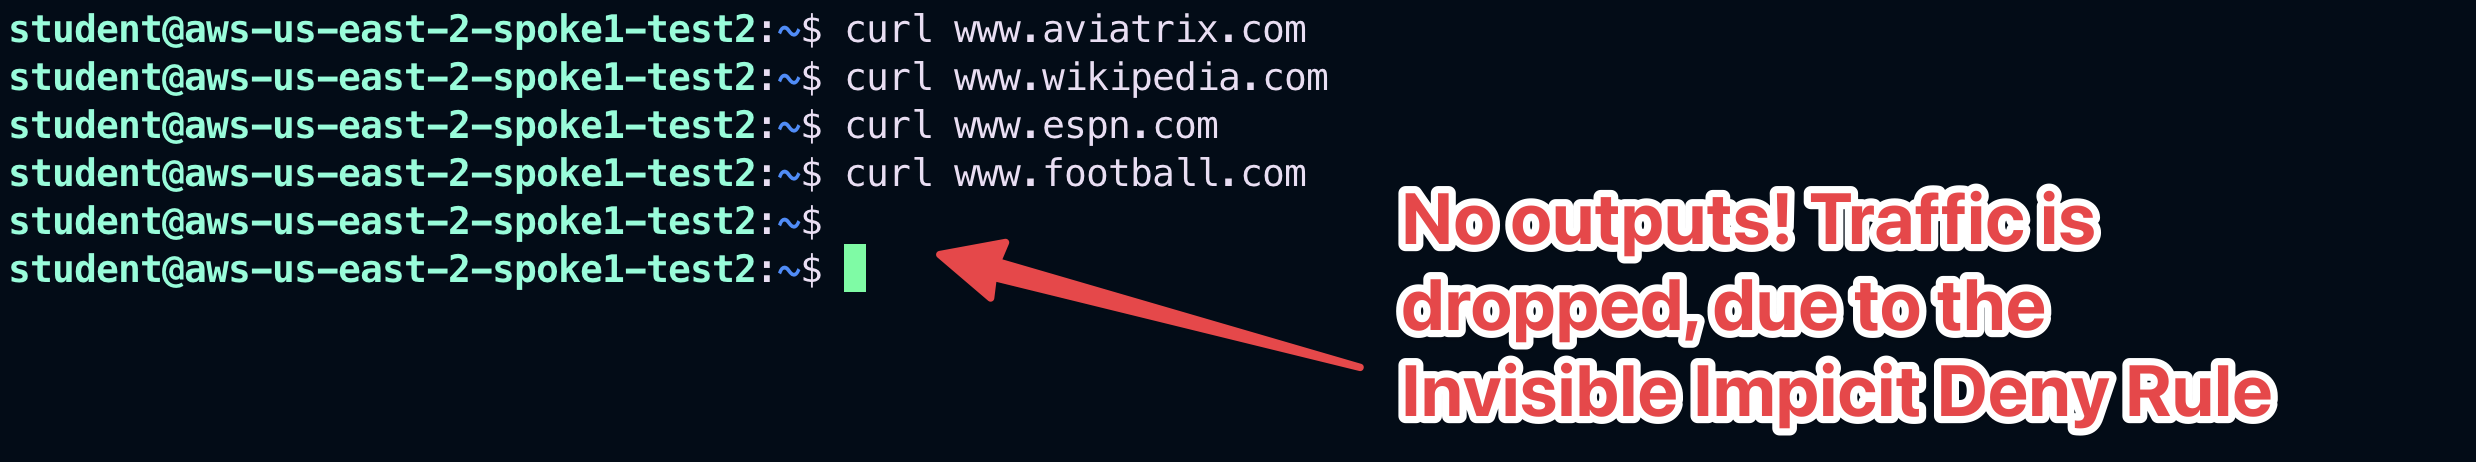 student@aws-us-east-2-spoke1-test2:~$ curl www.aviatrix.com
student@aws-us-east-2-spoke1-test2:~$ curl www.wikipedia.com
student@aws-us-east-2-spoke1-test2:~$ curl www.espn.com
student@aws-us-east-2-spoke1-test2:~$ curl www.football.com
student@aws-us-east-2-spoke1-test2:~$
student@aws-us-east-2-spoke1-test2:~$
No outputs! Traffic is
dropped, due to the
Invisible Impicit Deny Rule